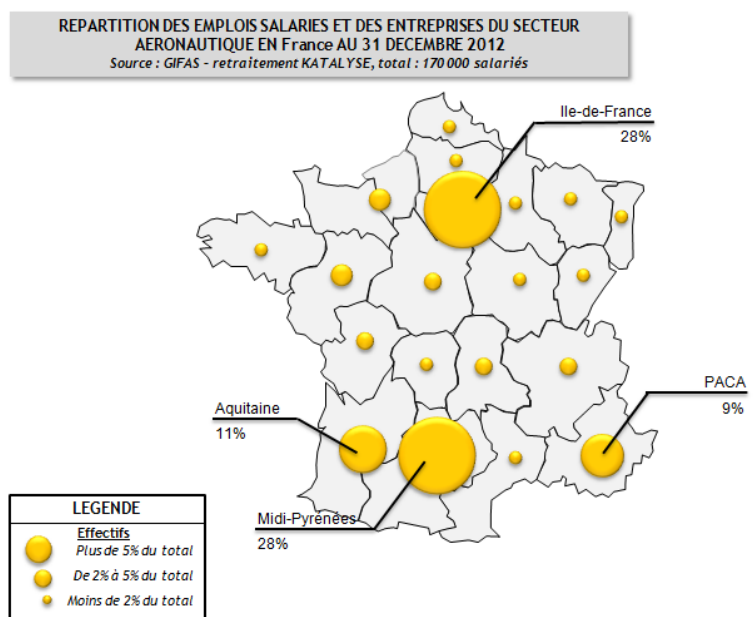 REPARTITION DES EMPLOIS SALARIES ET DES ENTREPRISES DU SECTEUR
AERONAUTIQUE EN France AU 31 DECEMBRE 2012
Source : GIFAS - retraitement KATALYSE, total : 170 000 salariés
Ile-de-France
28%
PACA
9%
Aquitaine
11%
Midi-Pyrénées
28%
LEGENDE
Effectifs
Plus de 5% du total
De 2% à 5% du total
Moins de 2% du total